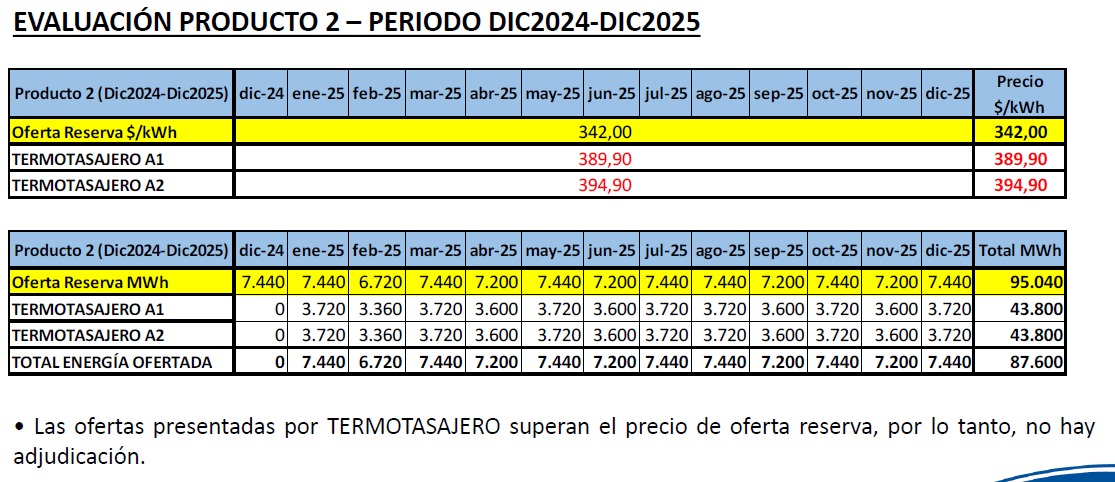 EVALUACIÓN PRODUCTO 2 – PERIODO DIC2024-DIC2025
Producto 2 (Dic2024-Dic2025) dic-24 ene-25 feb-25 mar-25 abr-25 may-25 jun-25 jul-25 ago-25 sep-25 oct-25 nov-25 dic-25 Precio $/kWh
Oferta Reserva $/kWh 342,00 342,00
TERMOTASAJERO A1 389,90 389,90
TERMOTASAJERO A2 394,90 394,90
Producto 2 (Dic2024-Dic2025) dic-24 ene-25 feb-25 mar-25 abr-25 may-25 jun-25 jul-25 ago-25 sep-25 oct-25 nov-25 dic-25 Total MWh
Oferta Reserva MWh 7.440 7.440 6.720 7.440 7.200 7.440 7.200 7.440 7.440 7.200 7.440 7.200 7.440 95.040
TERMOTASAJERO A1 0 3.720 3.360 3.720 3.600 3.720 3.600 3.720 3.720 3.600 3.720 3.600 3.720 43.800
TERMOTASAJERO A2 0 3.720 3.360 3.720 3.600 3.720 3.600 3.720 3.720 3.600 3.720 3.600 3.720 43.800
TOTAL ENERGÍA OFERTADA 0 7.440 6.720 7.440 7.200 7.440 7.200 7.440 7.440 7.200 7.440 7.200 7.440 87.600
• Las ofertas presentadas por TERMOTASAJERO superan el precio de oferta reserva, por lo tanto, no hay
adjudicación.